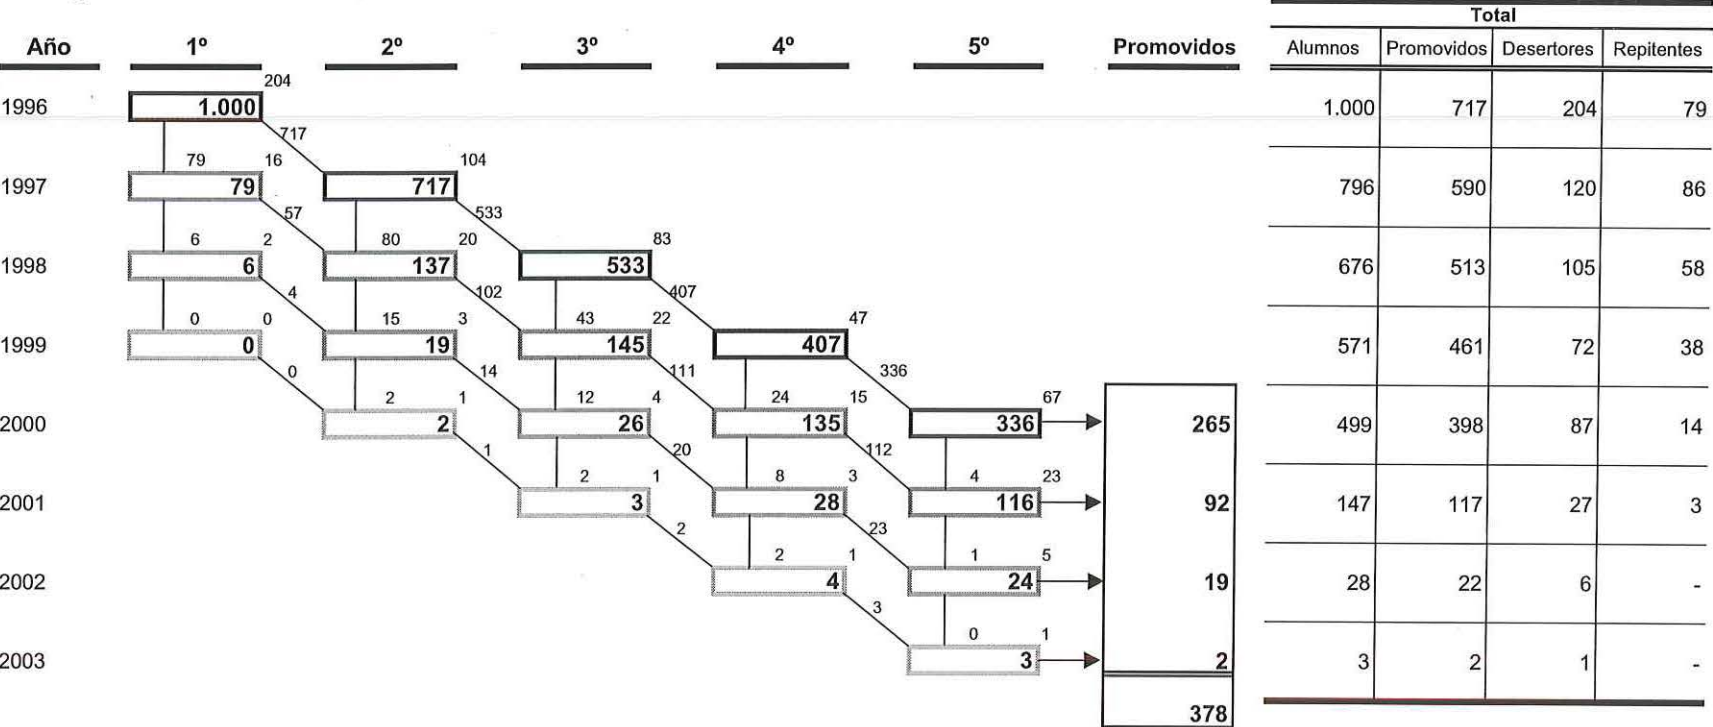 Total
Año 1º 2º 3º 4º 5º Promovidos Alumnos Promovidos Desertores Repitentes
204
1996 1.000 1.000 717 204 79
717
79 16 104
1997 79 717 796 590 120 86
57 533
6 2 80 20 83
1998 6 137 533 676 513 105 58
4 102 407
0 0 15 3 43 22 47
1999 0 19 145 407 571 461 72 38
0 14 111 336
2 1 12 4 24 15 67
2000 2 26 135 336 265 499 398 87 14
1 20 112
2 1 8 3 4 23
2001 3 28 116 92 147 117 27 3
2 23
2 1 1 5
2002 4 24 19 28 22 6 -
3
0 1
2003 3 2 3 2 1 -
378